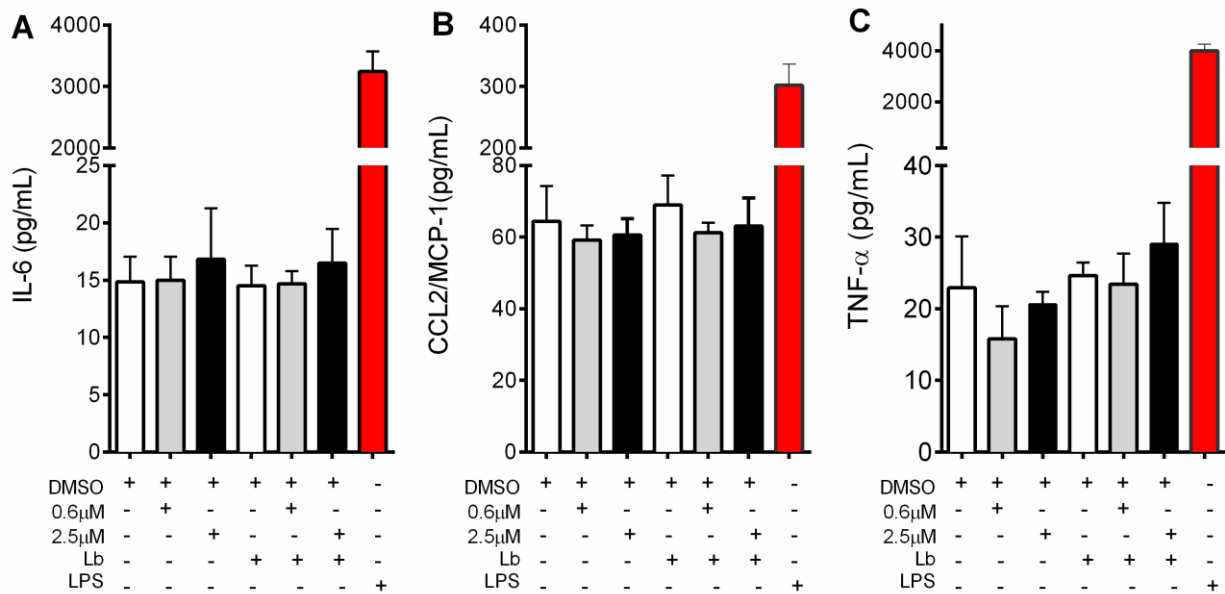 A
IL-6 (pg/mL)
4000
3000
2000
25
20
15
10
5
0
DMSO + + + + + + -
0.6µM - + - - + - -
2.5µM - - + - - + -
Lb - - - + + + -
LPS - - - - - - +
B
CCL2/MCP-1(pg/mL)
400
300
200
80
60
40
20
0
DMSO + + + + + + -
0.6µM - + - - + - -
2.5µM - - + - - + -
Lb - - - + + + -
LPS - - - - - - +
C
TNF-α (pg/mL)
4000
2000
40
30
20
10
0
DMSO + + + + + + -
0.6µM - + - - + - -
2.5µM - - + - - + -
Lb - - - + + + -
LPS - - - - - - +